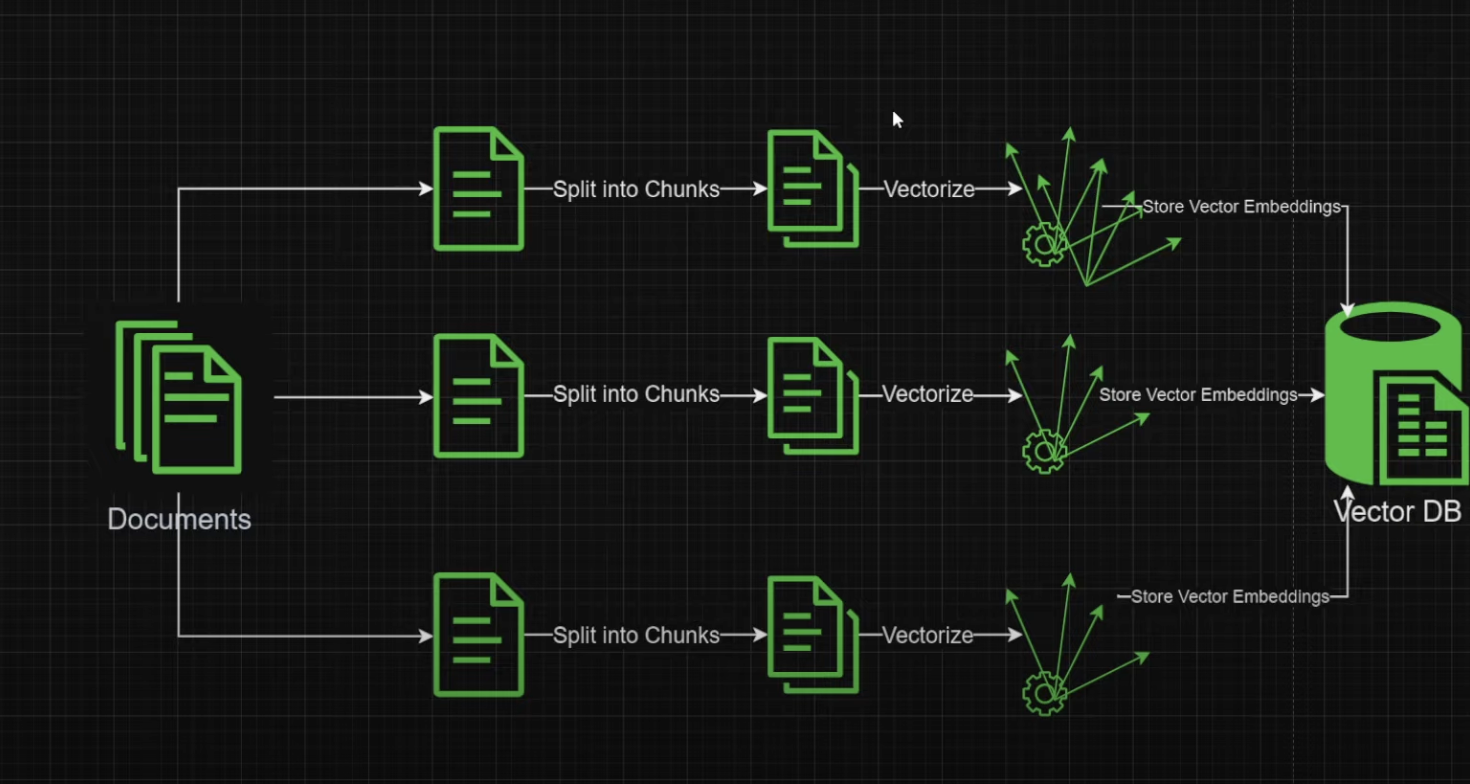 Split into Chunks
Vectorize
Store Vector Embeddings
Split into Chunks
Vectorize
Store Vector Embeddings
Documents
Vector DB
Split into Chunks
Vectorize
Store Vector Embeddings